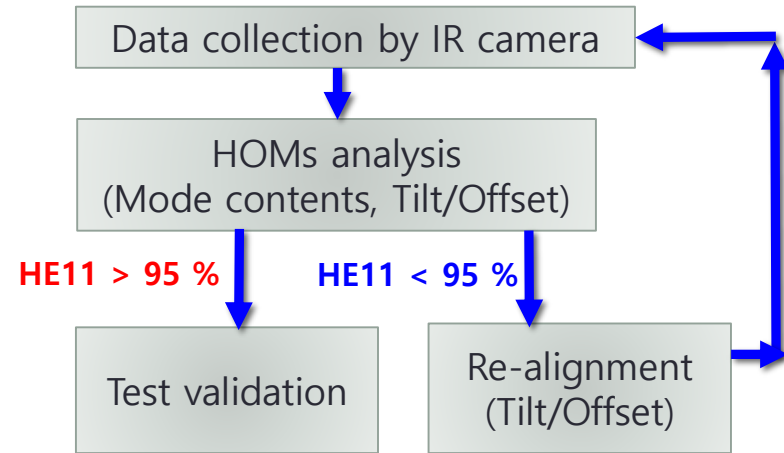 Data collection by IR camera
HOMs analysis
(Mode contents, Tilt/Offset)
HE11 > 95 %
HE11 < 95 %
Test validation
Re-alignment
(Tilt/Offset)